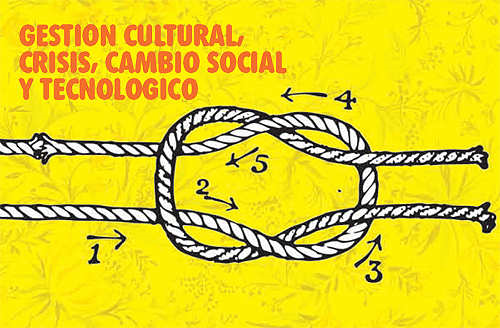 GESTION CULTURAL,
CRISIS, CAMBIO SOCIAL
Y TECNOLOGICO
4
5
2
1
3